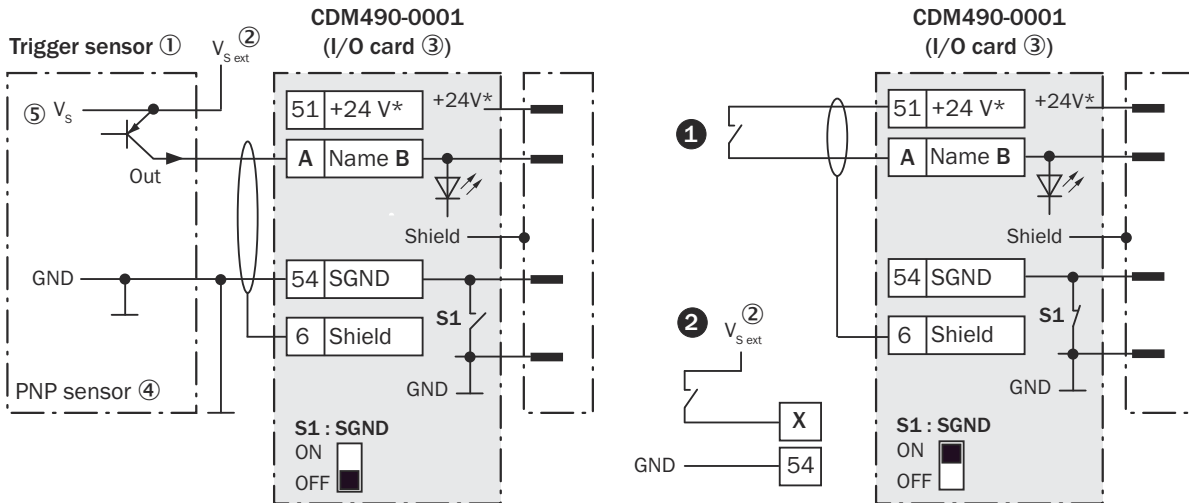 CDM490-0001
(I/O card ③)
Trigger sensor ①
V S ext ②
⑤ V S
Out
GND
PNP sensor ④
51 +24 V*
+24V*
A Name B
Shield
54 SGND
S1
6 Shield
GND
S1 : SGND
ON
OFF
CDM490-0001
(I/O card ③)
❶
51 +24 V*
+24V*
A Name B
Shield
54 SGND
S1
6 Shield
GND
❷ V S ext ②
X
GND 54
S1 : SGND
ON
OFF